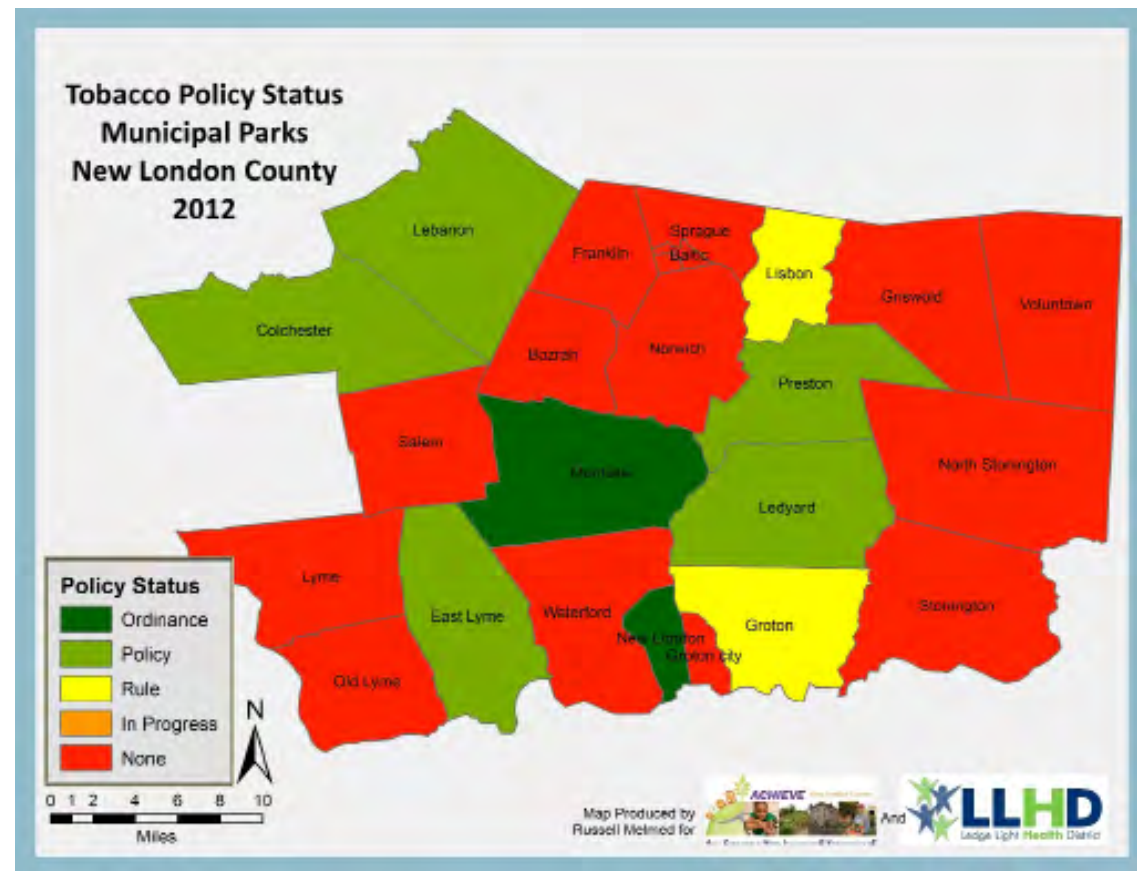 Tobacco Policy Status
Municipal Parks
New London County
2012
Lebanon
Colchester
Franklin
Sprague
Baltic
Lisbon
Griswold
Voluntown
Bozrah
Norwich
Preston
Salem
Montville
North Stonington
Ledyard
Lyme
East Lyme
Waterford
New London
Groton city
Groton
Stonington
Old Lyme
Policy Status
Ordinance
Policy
Rule
In Progress
None
N
0 1 2 4 6 8 10
Miles
Map Produced by
Russell Melmed for
ACHIEVE
And
LLHD
Ledge Light Health District